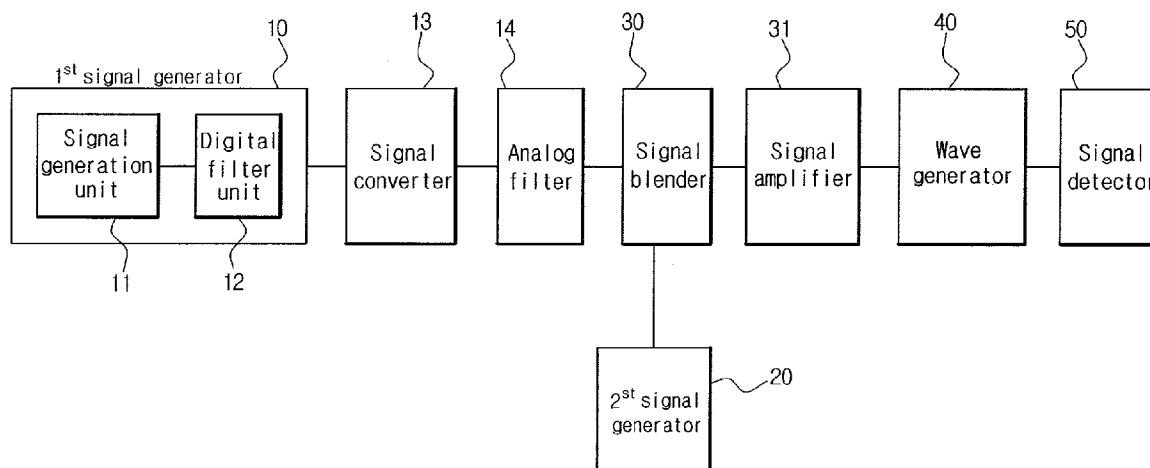 10
13
14
30
31
40
50
1st signal generator
Signal
generation
unit
Digital
filter
unit
Signal
converter
Analog
filter
Signal
blender
Signal
amplifier
Wave
generator
Signal
detector
11
12
2st signal
generator
20